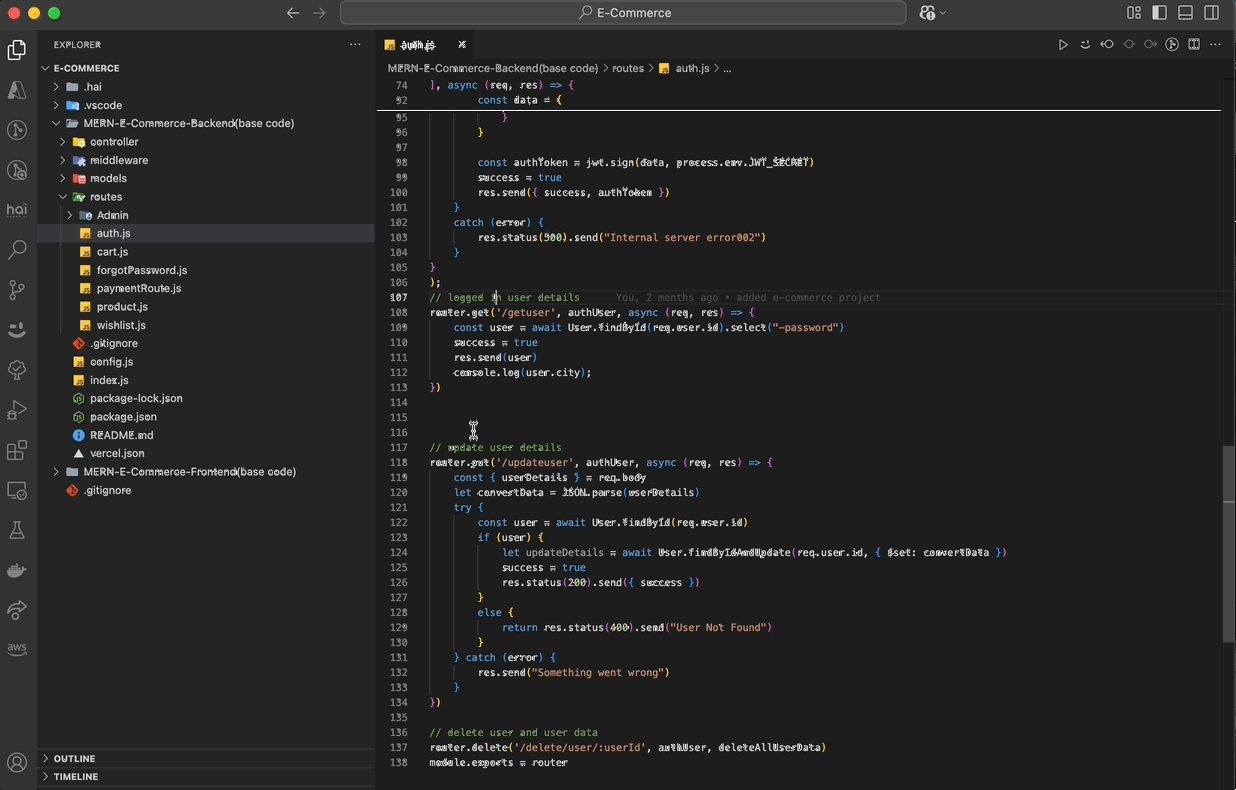 E-Commerce
EXPLORER
E-COMMERCE
.hai
.vscode
MERN-E-Commerce-Backend(base code)
controller
middleware
models
routes
Admin
auth.js
cart.js
forgotPassword.js
paymentRoute.js
product.js
wishlist.js
.gitignore
config.js
index.js
package-lock.json
package.json
README.md
vercel.json
MERN-E-Commerce-Frontend(base code)
.gitignore
OUTLINE
TIMELINE
hai
aws
auth.js
MERN-E-Commerce-Backend(base code) > routes > auth.js > ...
74 ], async (req, res) => {
92 const data = {
95 }
96 }
97
98 const authToken = jwt.sign(data, process.env.JWT_SECRET)
99 success = true
100 res.send({ success, authToken })
101 }
102 catch (error) {
103 res.status(500).send("Internal server error002")
104 }
105 }
106 );
107 // logged in user details You, 2 months ago • added e-commerce project
108 router.get('/getuser', authUser, async (req, res) => {
109 const user = await User.findById(req.user.id).select("-password")
110 success = true
111 res.send(user)
112 console.log(user.city);
113 })
114
115
116
117 // update user details
118 router.put('/updateuser', authUser, async (req, res) => {
119 const { userDetails } = req.body
120 let convertData = JSON.parse(userDetails)
121 try {
122 const user = await User.findById(req.user.id)
123 if (user) {
124 let updateDetails = await User.findByIdAndUpdate(req.user.id, { $set: convertData })
125 success = true
126 res.status(200).send({ success })
127 }
128 else {
129 return res.status(400).send("User Not Found")
130 }
131 } catch (error) {
132 res.send("Something went wrong")
133 }
134 })
135
136 // delete user and user data
137 router.delete('/delete/user/:userId', authUser, deleteAllUserData)
138 module.exports = router